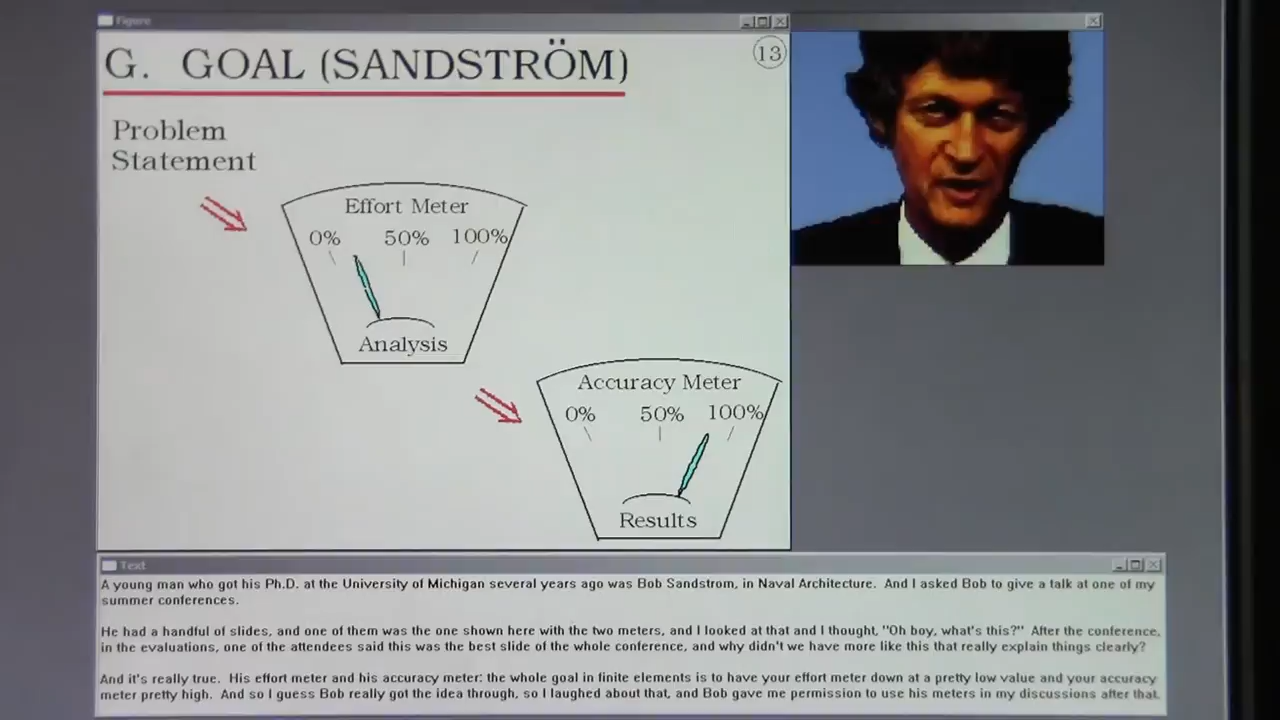 Figure
G. GOAL (SANDSTRÖM)
13
Problem
Statement
Effort Meter
0% 50% 100%
Analysis
Accuracy Meter
0% 50% 100%
Results
Text
A young man who got his Ph.D. at the University of Michigan several years ago was Bob Sandstrom, in Naval Architecture. And I asked Bob to give a talk at one of my
summer conferences.
He had a handful of slides, and one of them was the one shown here with the two meters, and I looked at that and I thought, "Oh boy, what's this?" After the conference,
in the evaluations, one of the attendees said this was the best slide of the whole conference, and why didn't we have more like this that really explain things clearly?
And it's really true. His effort meter and his accuracy meter: the whole goal in finite elements is to have your effort meter down at a pretty low value and your accuracy
meter pretty high. And so I guess Bob really got the idea through, so I laughed about that, and Bob gave me permission to use his meters in my discussions after that.